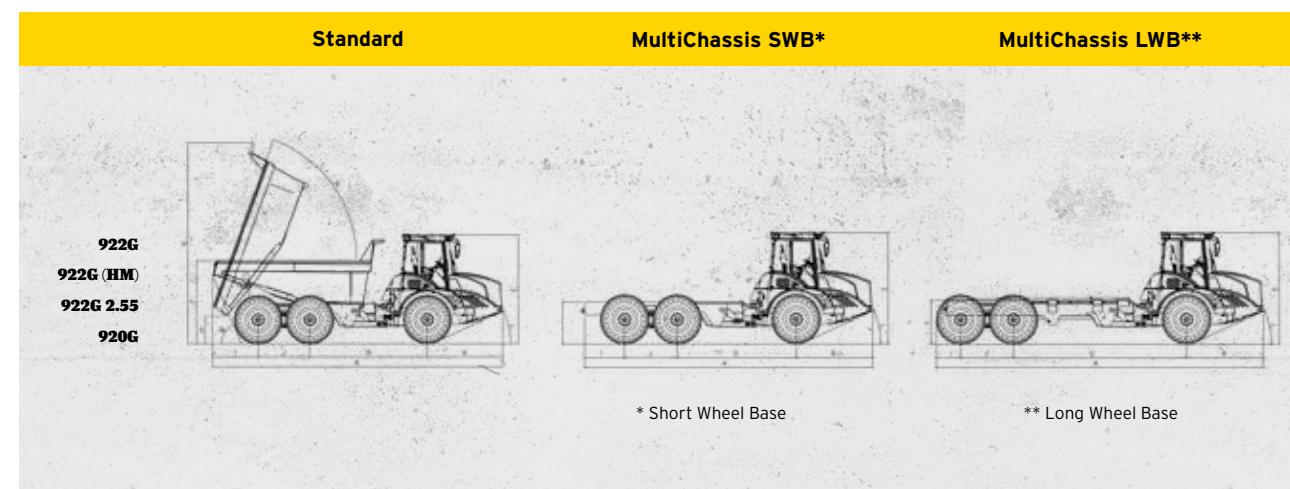 Standard
MultiChassis SWB*
MultiChassis LWB**
922G
922G (HM)
922G 2.55
920G
* Short Wheel Base
** Long Wheel Base